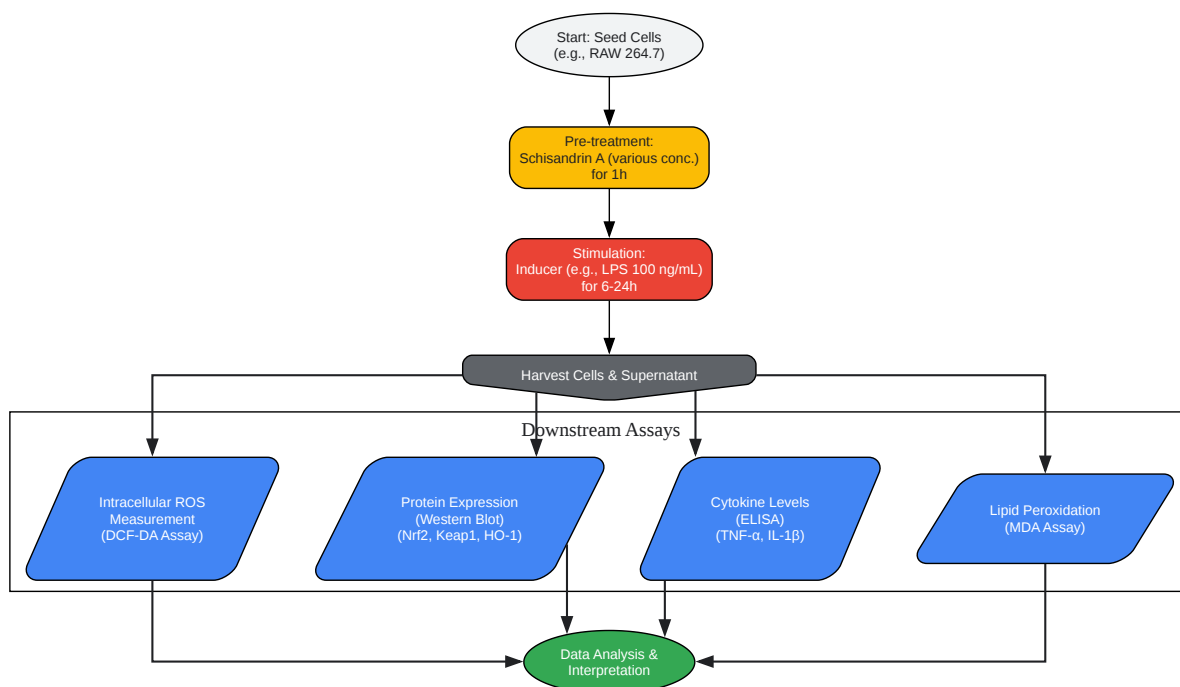 Start: Seed Cells
(e.g., RAW 264.7)
Pre-treatment:
Schisandrin A (various conc.)
for 1h
Stimulation:
Inducer (e.g., LPS 100 ng/mL)
for 6-24h
Harvest Cells & Supernatant
Downstream Assays
Intracellular ROS
Measurement
(DCF-DA Assay)
Protein Expression
(Western Blot)
(Nrf2, Keap1, HO-1)
Cytokine Levels
(ELISA)
(TNF-α, IL-1β)
Lipid Peroxidation
(MDA Assay)
Data Analysis &
Interpretation